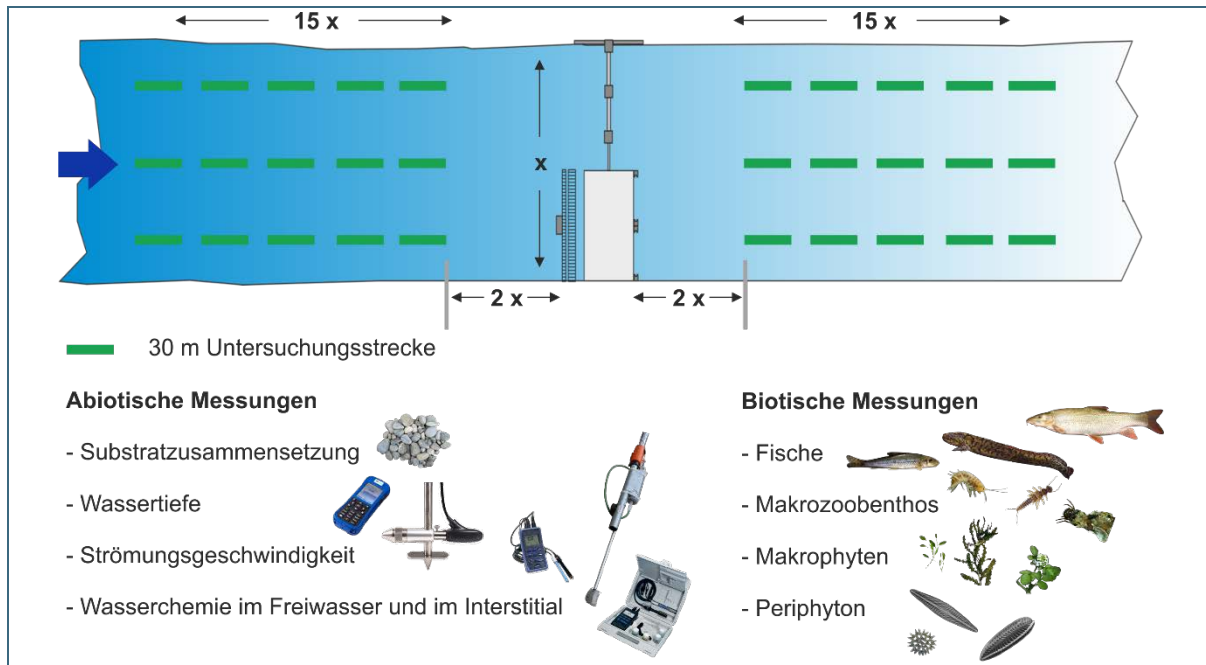 15 x
15 x
x
2 x
2 x
30 m Untersuchungsstrecke
Abiotische Messungen
- Substratzusammensetzung
- Wassertiefe
- Strömungsgeschwindigkeit
- Wasserchemie im Freiwasser und im Interstitial
Biotische Messungen
- Fische
- Makrozoobenthos
- Makrophyten
- Periphyton